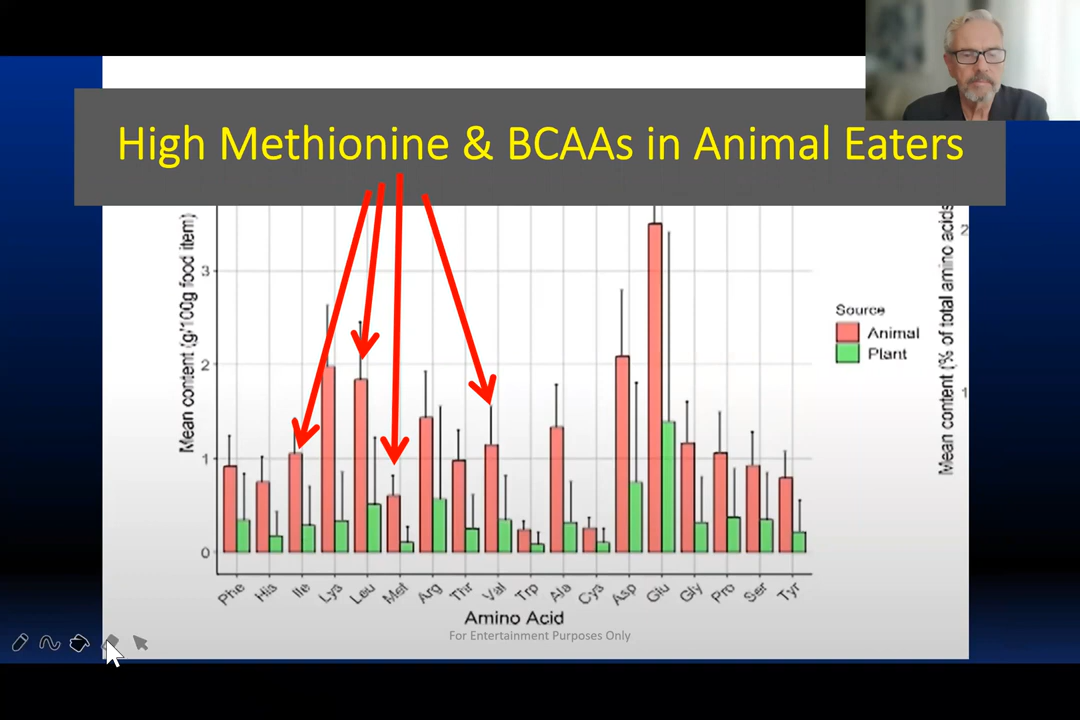 High Methionine & BCAAs in Animal Eaters
Mean content (g/100g food item)
3
2
1
0
Phe
His
Ile
Lys
Leu
Met
Arg
Thr
Val
Trp
Ala
Cys
Asp
Glu
Gly
Pro
Ser
Tyr
Amino Acid
For Entertainment Purposes Only
Source
Animal
Plant
Mean content (% of total amino acids
2
1